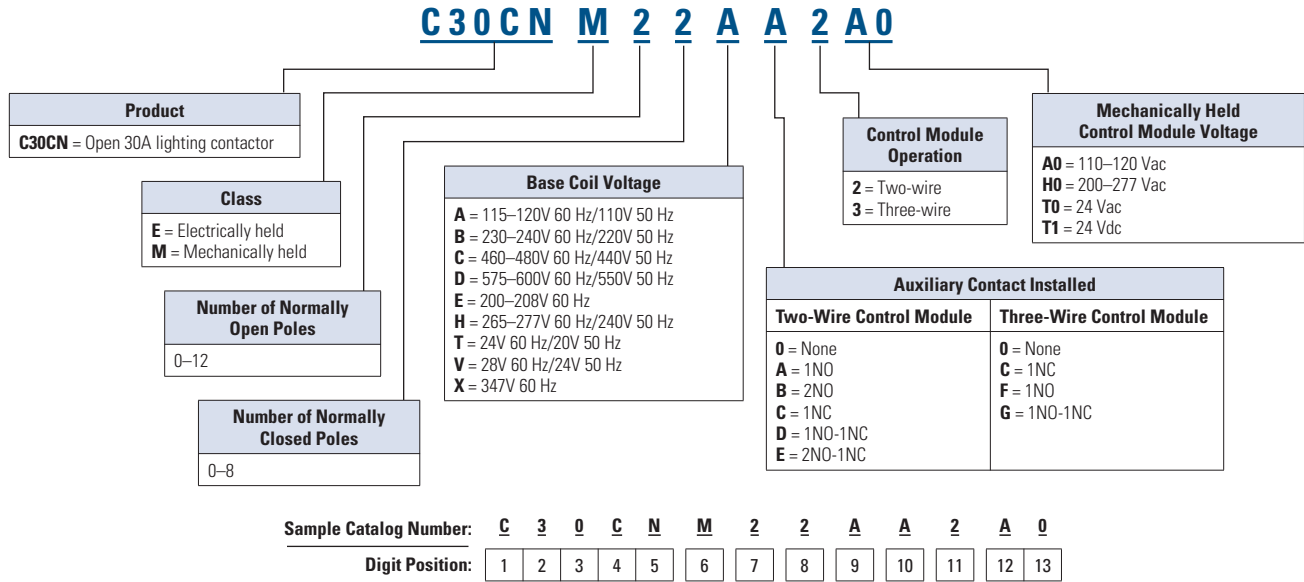 C30CN M 2 2 A A 2 A0
Product
C30CN = Open 30A lighting contactor
Class
E = Electrically held
M = Mechanically held
Number of Normally
Open Poles
0–12
Number of Normally
Closed Poles
0–8
Base Coil Voltage
A = 115–120V 60 Hz/110V 50 Hz
B = 230–240V 60 Hz/220V 50 Hz
C = 460–480V 60 Hz/440V 50 Hz
D = 575–600V 60 Hz/550V 50 Hz
E = 200–208V 60 Hz
H = 265–277V 60 Hz/240V 50 Hz
T = 24V 60 Hz/20V 50 Hz
V = 28V 60 Hz/24V 50 Hz
X = 347V 60 Hz
Control Module
Operation
2 = Two-wire
3 = Three-wire
Mechanically Held
Control Module Voltage
A0 = 110–120 Vac
H0 = 200–277 Vac
T0 = 24 Vac
T1 = 24 Vdc
Auxiliary Contact Installed
Two-Wire Control Module
0 = None
A = 1NO
B = 2NO
C = 1NC
D = 1NO-1NC
E = 2NO-1NC
Three-Wire Control Module
0 = None
C = 1NC
F = 1NO
G = 1NO-1NC
Sample Catalog Number: C 3 0 C N M 2 2 A A 2 A 0
Digit Position: 1 2 3 4 5 6 7 8 9 10 11 12 13